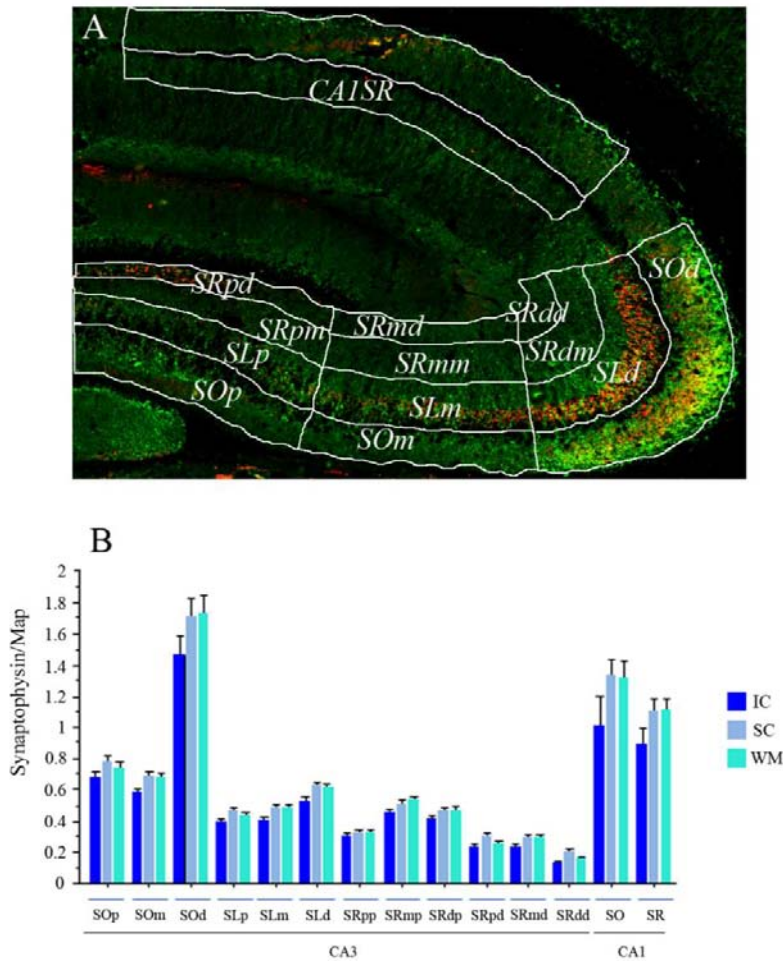 A
CA1SR
SOd
SRpd
SRdd
SRpm
SRmd
SRdm
SLp
SRmm
SLd
SOp
SLm
SOm
B
Synaptophysin/Map
2
1.8
1.6
1.4
1.2
1
0.8
0.6
0.4
0.2
0
IC
SC
WM
SOp SOm SOd SLp SLm SLd SRpp SRmp SRdp SRpd SRmd SRdd SO SR
CA3 CA1